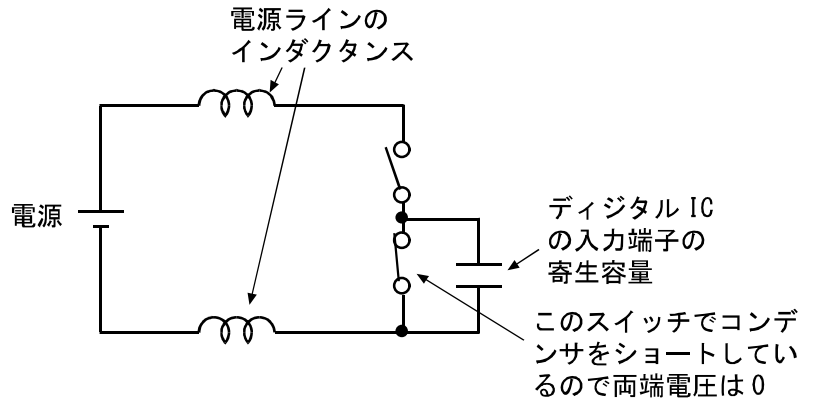 電源ラインの
インダクタンス
電源
ディジタル IC
の入力端子の
寄生容量
このスイッチでコンデ
ンサをショートしてい
るので両端電圧は0